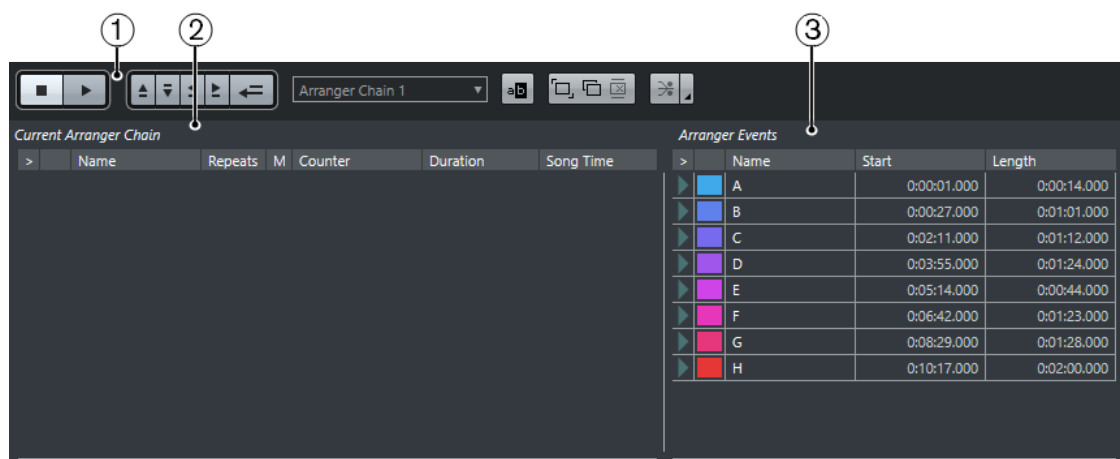 1 2 3
Arranger Chain 1 ab
Current Arranger Chain Arranger Events
> Name Repeats M Counter Duration Song Time > Name Start Length
A 0:00:01.000 0:00:14.000
B 0:00:27.000 0:01:01.000
C 0:02:11.000 0:01:12.000
D 0:03:55.000 0:01:24.000
E 0:05:14.000 0:00:44.000
F 0:06:42.000 0:01:23.000
G 0:08:29.000 0:01:28.000
H 0:10:17.000 0:02:00.000